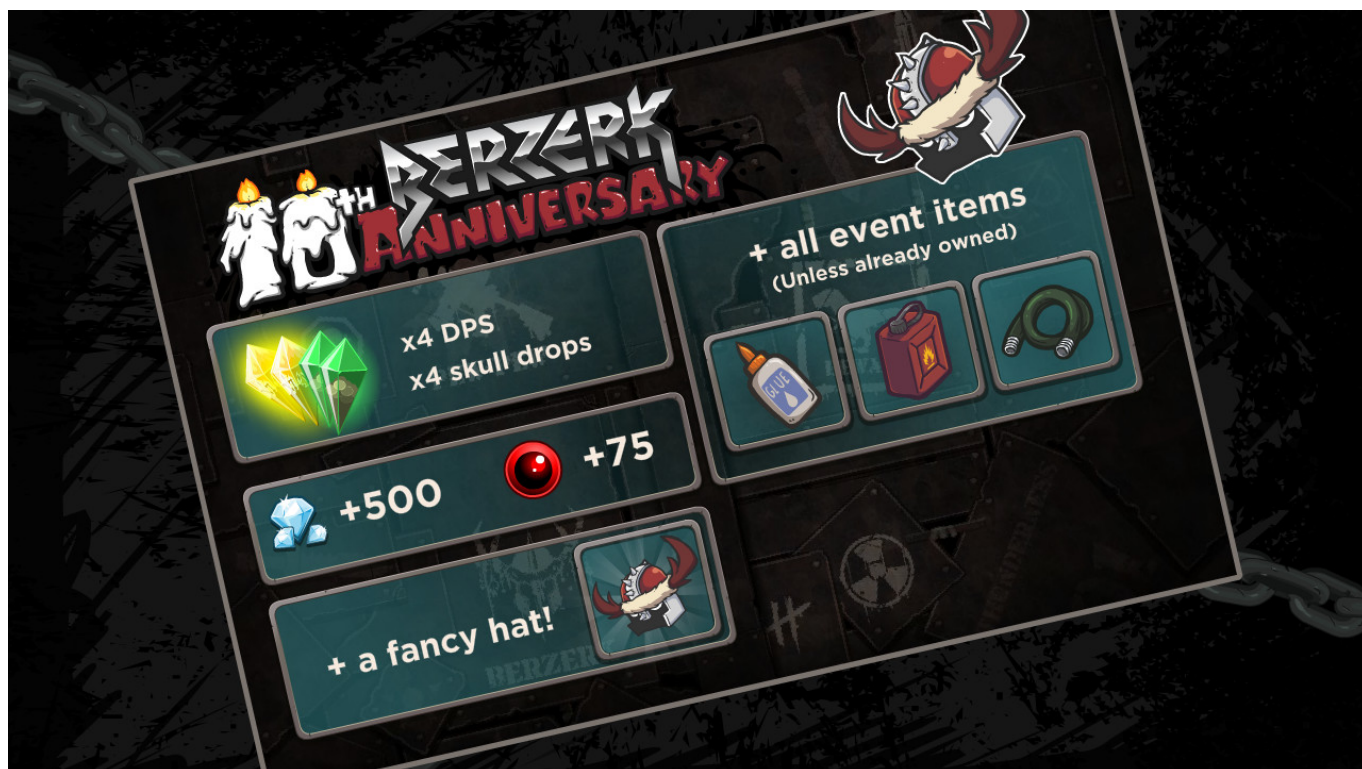 10TH BERZERK
ANNIVERSARY
x4 DPS
x4 skull drops
+500
+75
+ a fancy hat!
+ all event items
(Unless already owned)
GLUE
BERZER